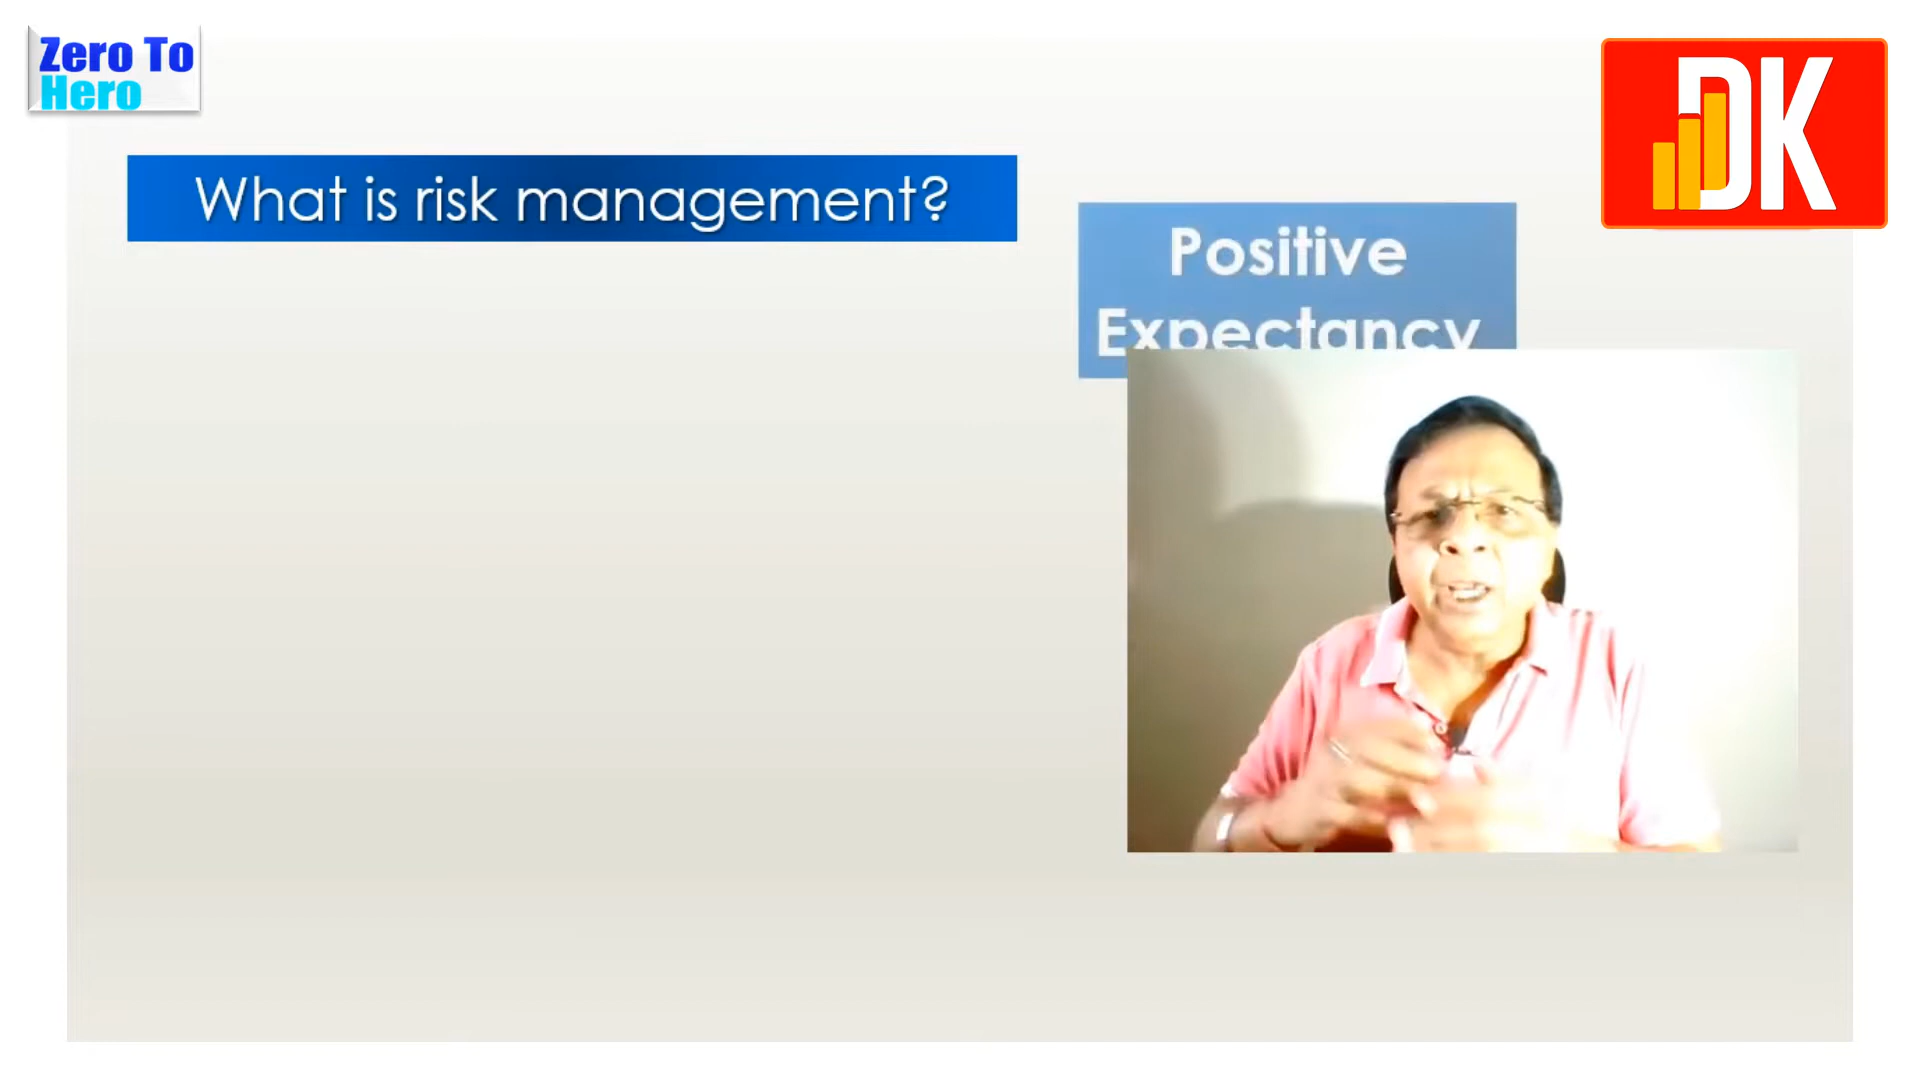 Zero To
Hero
DK
What is risk management?
Positive
Expectancy